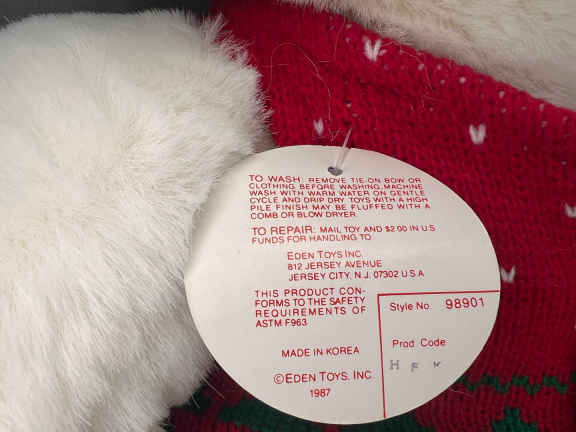 TO WASH: REMOVE TIE-ON BOW OR
CLOTHING BEFORE WASHING. MACHINE
WASH WITH WARM WATER ON GENTLE
CYCLE AND DRIP DRY TOYS WITH A HIGH
PILE FINISH MAY BE FLUFFED WITH A
COMB OR BLOW DRYER.
TO REPAIR: MAIL TOY AND $2.00 IN U.S
FUNDS FOR HANDLING TO
EDEN TOYS INC.
812 JERSEY AVENUE
JERSEY CITY, N.J. 07302 U.S.A
THIS PRODUCT CON-
FORMS TO THE SAFETY
REQUIREMENTS OF
ASTM F963
Style No 98901
Prod. Code
H F W
MADE IN KOREA
©EDEN TOYS, INC.
1987